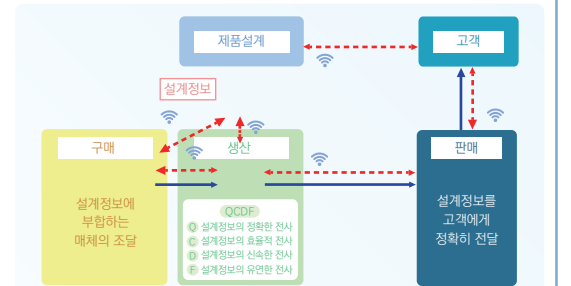 제품설계
고객
설계정보
구매
생산
판매
설계정보에
부합하는
매체의 조달
QCDF
Q 설계정보의 정확한 전사
C 설계정보의 효율적 전사
D 설계정보의 신속한 전사
F 설계정보의 유연한 전사
설계정보를
고객에게
정확히 전달